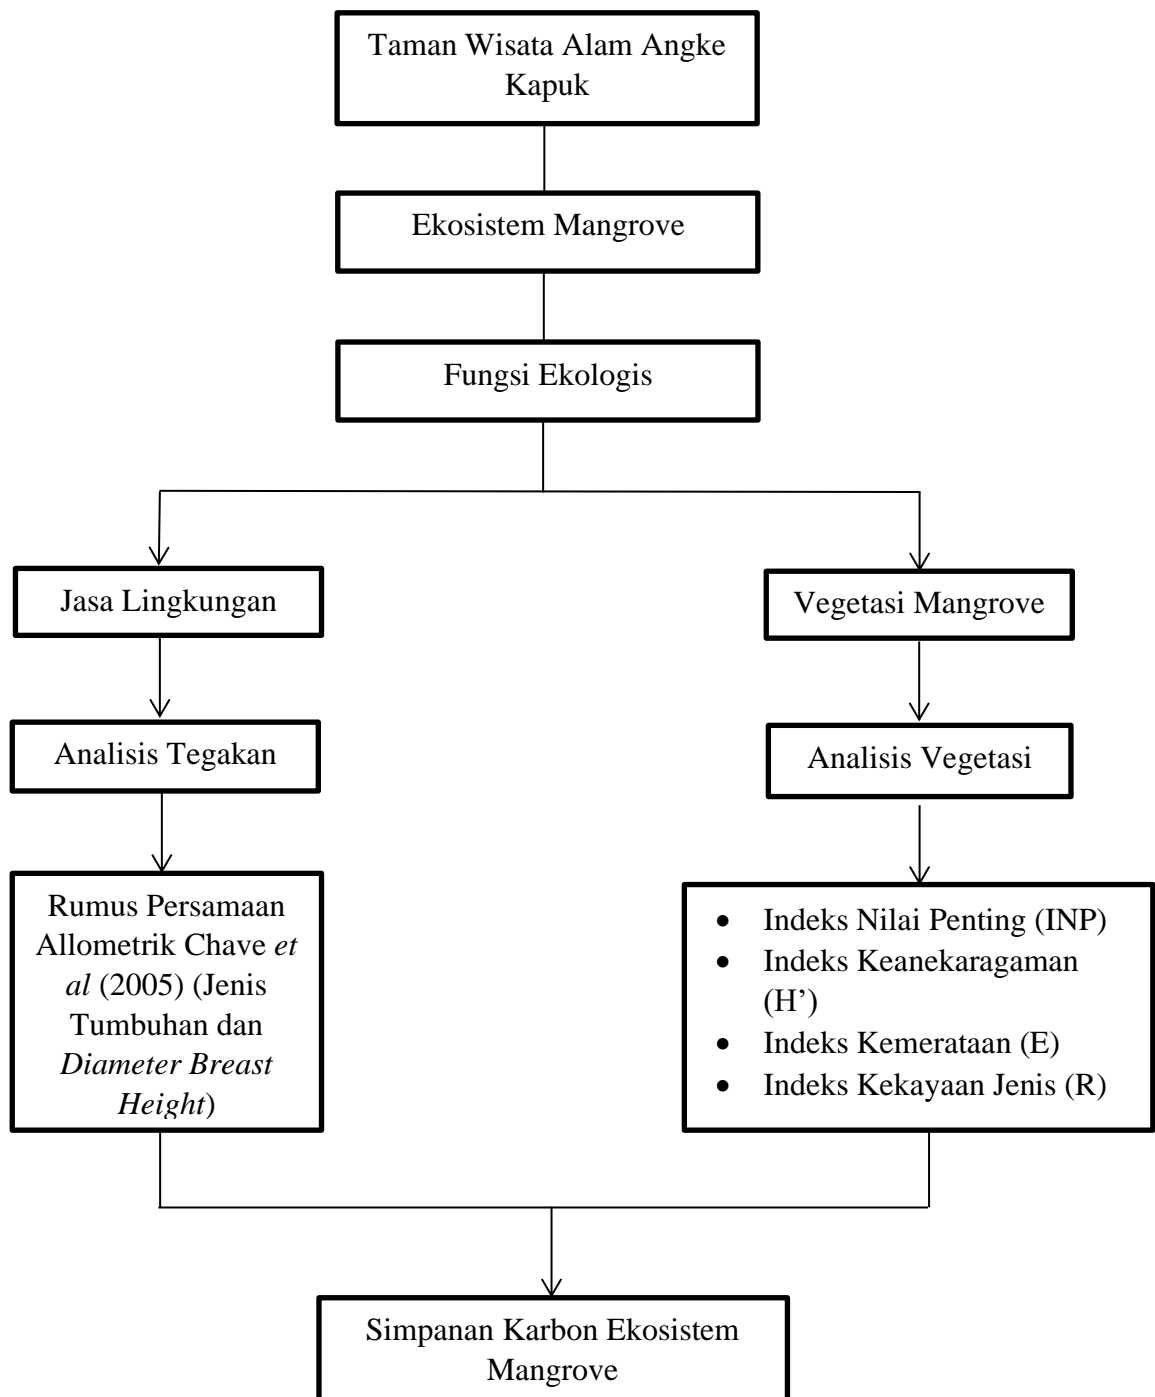 Taman Wisata Alam Angke
Kapuk
Ekosistem Mangrove
Fungsi Ekologis
Jasa Lingkungan
Vegetasi Mangrove
Analisis Tegakan
Analisis Vegetasi
Rumus Persamaan
Allometrik Chave et
al (2005) (Jenis
Tumbuhan dan
Diameter Breast
Height)
• Indeks Nilai Penting (INP)
• Indeks Keanekaragaman
(H’)
• Indeks Kemerataan (E)
• Indeks Kekayaan Jenis (R)
Simpanan Karbon Ekosistem
Mangrove